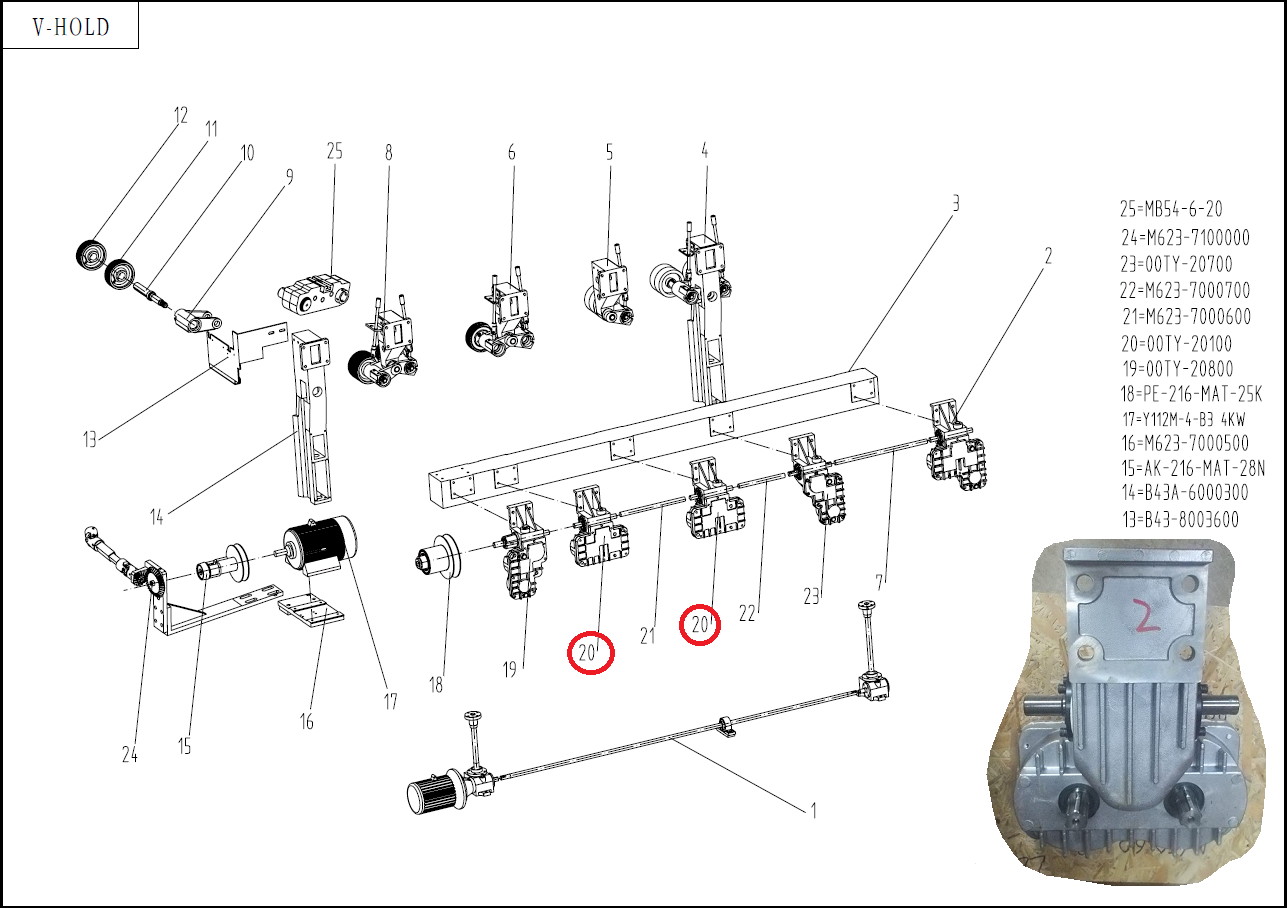 V-HOLD
12
11
10
9
25
8
6
5
4
3
2
13
14
24
15
16
17
18
19
20
21
20
22
23
7
1
25=MB54-6-20
24=M623-7100000
23=00TY-20700
22=M623-7000700
21=M623-7000600
20=00TY-20100
19=00TY-20800
18=PE-216-MAT-25K
17=Y112M-4-B3 4KW
16=M623-7000500
15=AK-216-MAT-28N
14=B43A-6000300
13=B43-8003600
2